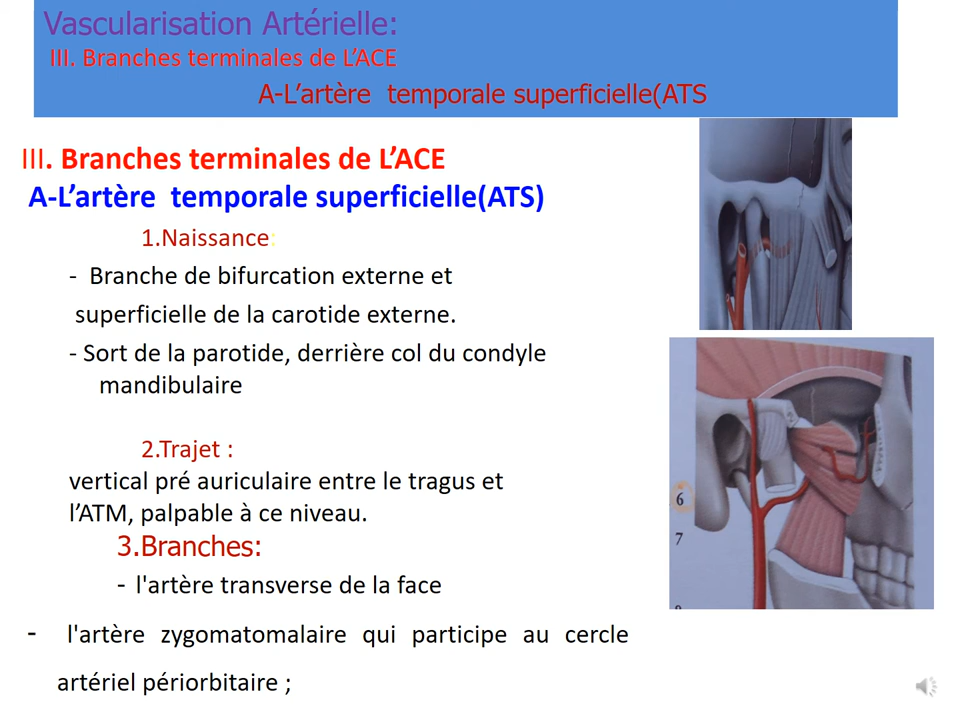 Vascularisation Artérielle:
III. Branches terminales de L’ACE
A-L’artère temporale superficielle(ATS
III. Branches terminales de L’ACE
A-L’artère temporale superficielle(ATS)
1.Naissance:
- Branche de bifurcation externe et
superficielle de la carotide externe.
- Sort de la parotide, derrière col du condyle
mandibulaire
2.Trajet :
vertical pré auriculaire entre le tragus et
l’ATM, palpable à ce niveau.
3.Branches:
- l'artère transverse de la face
- l'artère zygomatomalaire qui participe au cercle
artériel périorbitaire ;
6
7